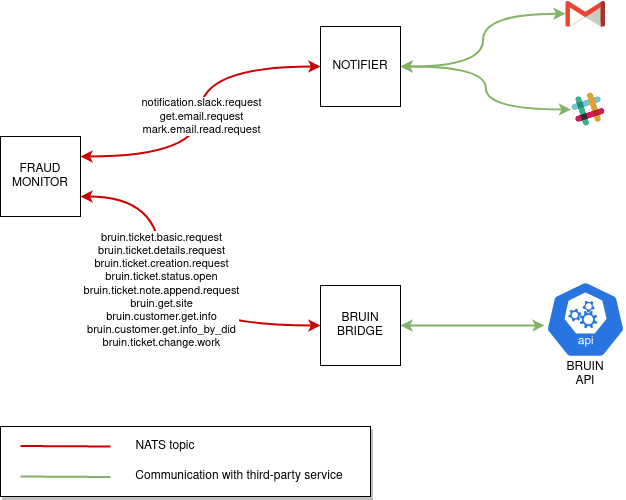 NOTIFIER
notification.slack.request
get.email.request
mark.email.read.request
FRAUD
MONITOR
bruin.ticket.basic.request
bruin.ticket.details.request
bruin.ticket.creation.request
bruin.ticket.status.open
bruin.ticket.note.append.request
bruin.get.site
bruin.customer.get.info
bruin.customer.get.info_by_did
bruin.ticket.change.work
BRUIN
BRIDGE
api
BRUIN
API
NATS topic
Communication with third-party service